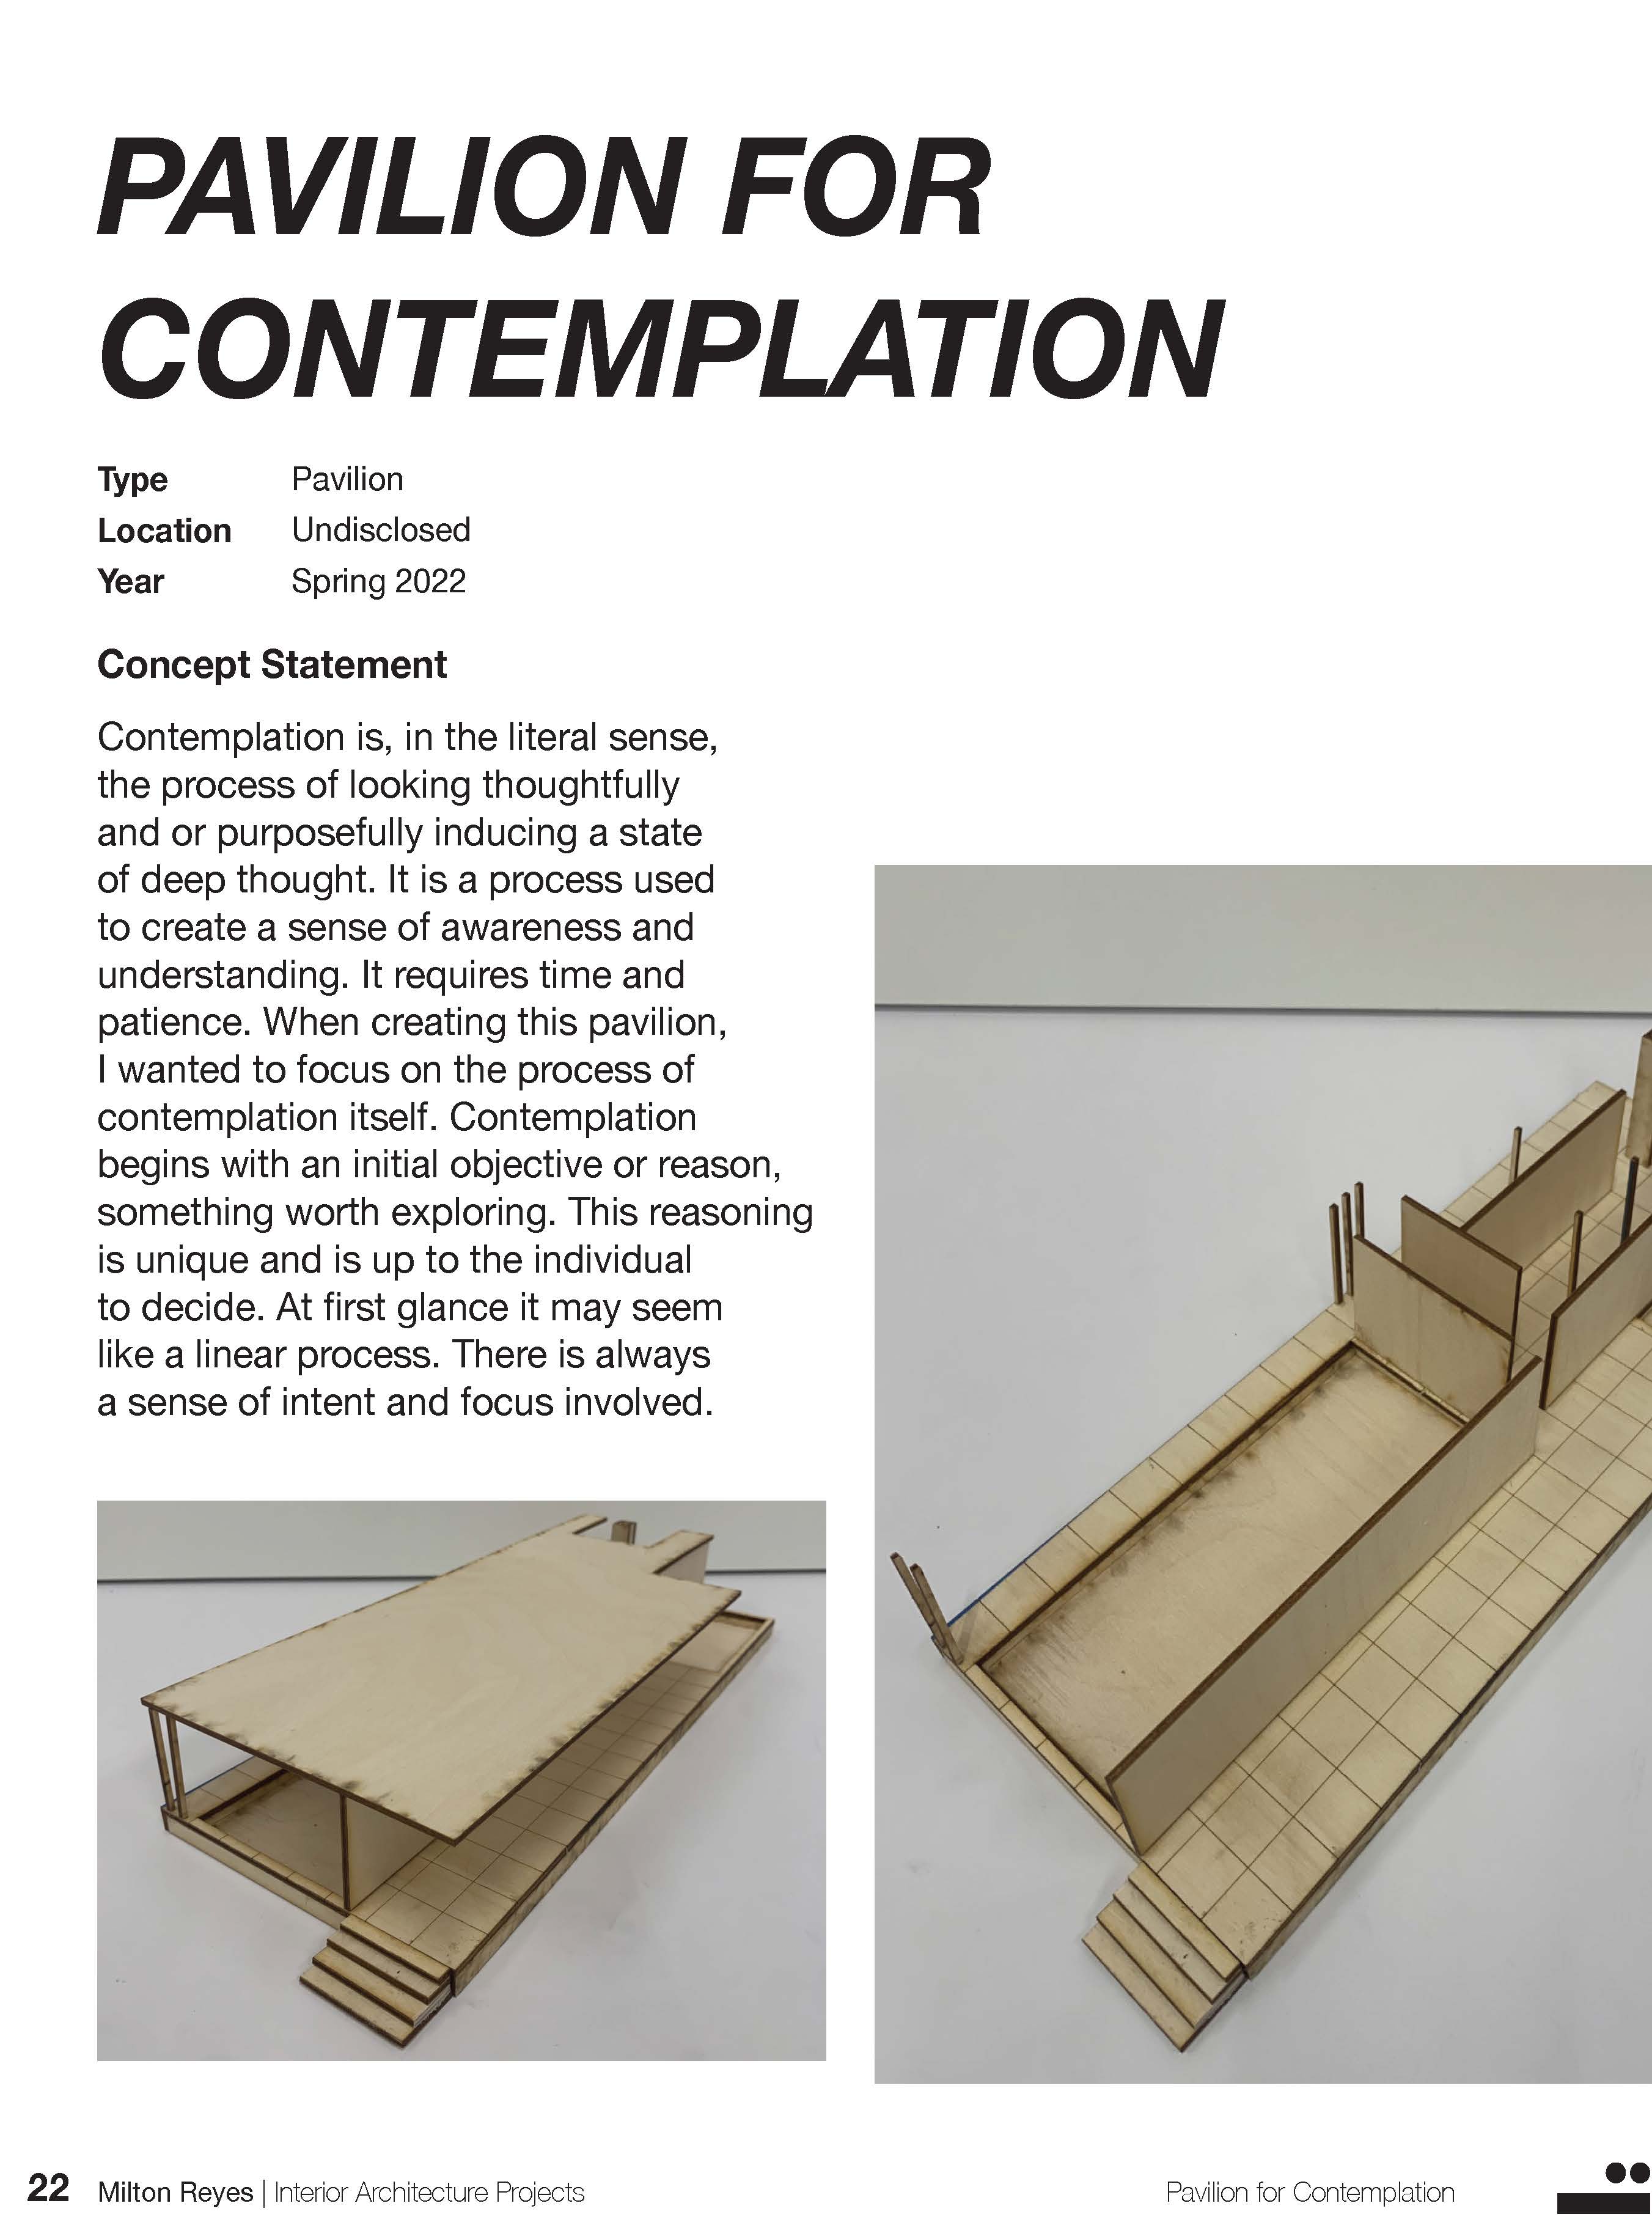 PAVILION FOR
CONTEMPLATION
Type Pavilion
Location Undisclosed
Year Spring 2022
Concept Statement
Contemplation is, in the literal sense,
the process of looking thoughtfully
and or purposefully inducing a state
of deep thought. It is a process used
to create a sense of awareness and
understanding. It requires time and
patience. When creating this pavilion,
I wanted to focus on the process of
contemplation itself. Contemplation
begins with an initial objective or reason,
something worth exploring. This reasoning
is unique and is up to the individual
to decide. At first glance it may seem
like a linear process. There is always
a sense of intent and focus involved.
22 Milton Reyes | Interior Architecture Projects Pavilion for Contemplation